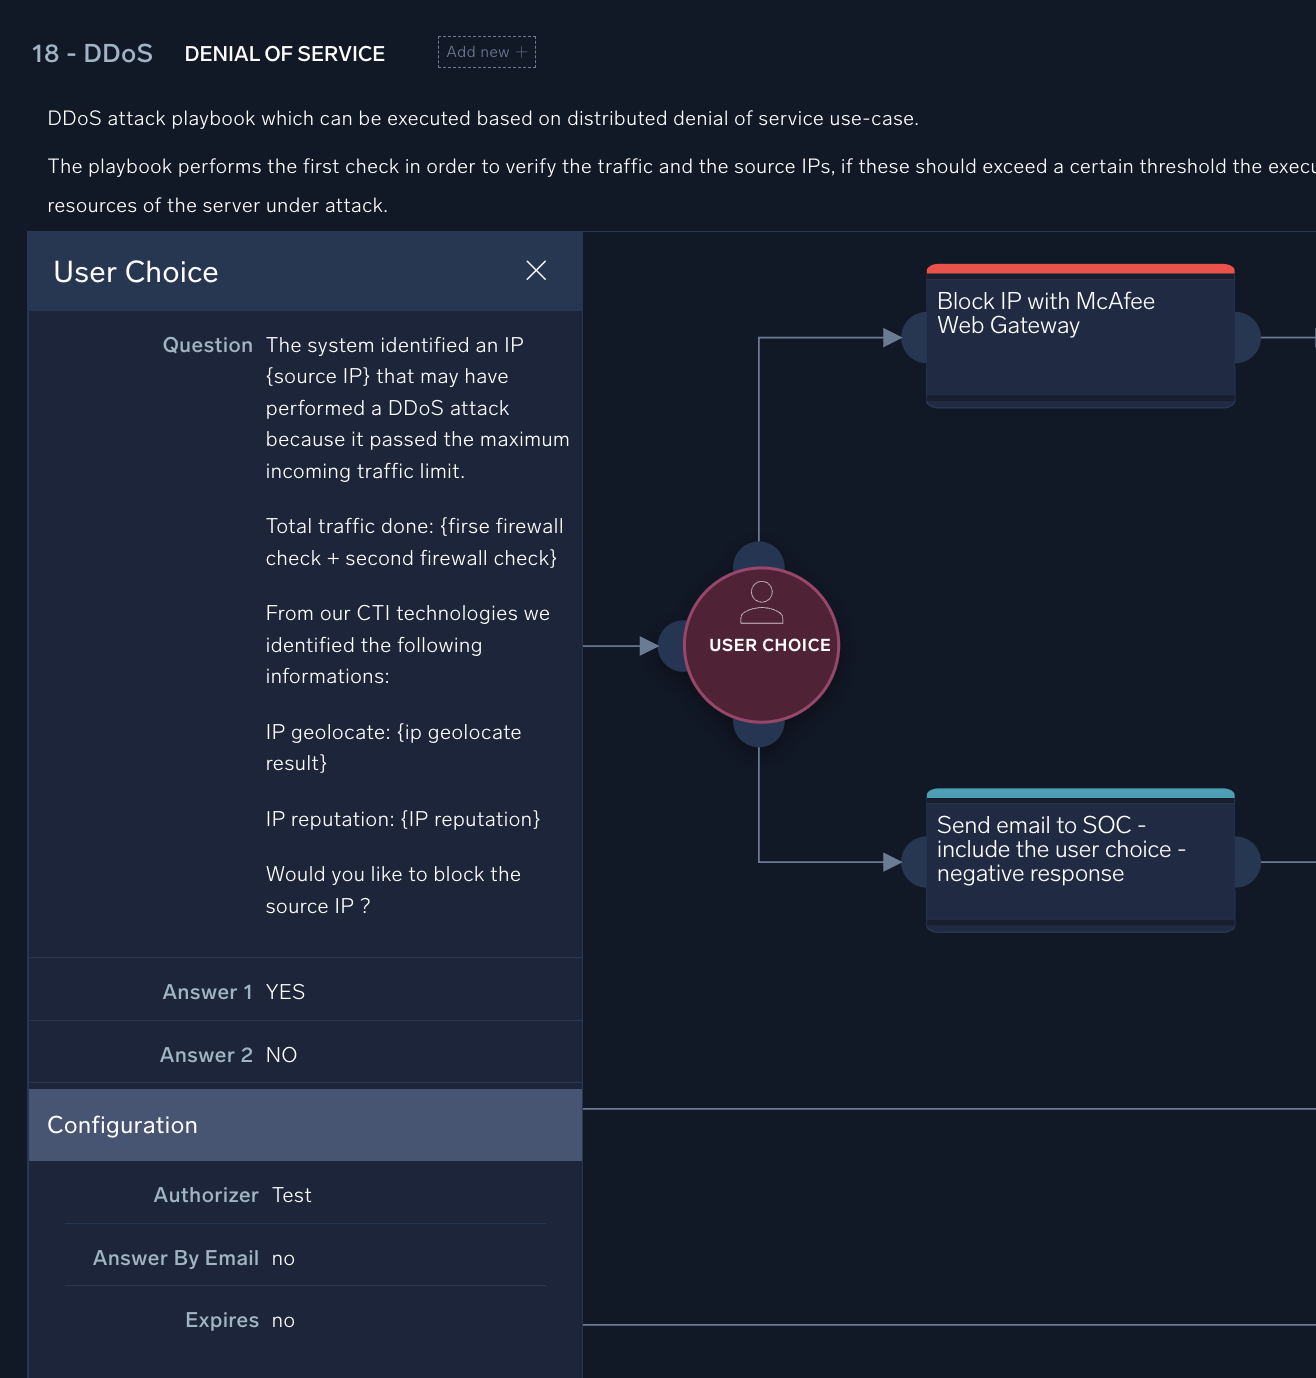 18 - DDoS DENIAL OF SERVICE Add new +
DDoS attack playbook which can be executed based on distributed denial of service use-case.
The playbook performs the first check in order to verify the traffic and the source IPs, if these should exceed a certain threshold the
resources of the server under attack.
User Choice
Question The system identified an IP
{source IP} that may have
performed a DDoS attack
because it passed the maximum
incoming traffic limit.
Total traffic done: {firse firewall
check + second firewall check}
From our CTI technologies we
identified the following
informations:
IP geolocate: {ip geolocate
result}
IP reputation: {IP reputation}
Would you like to block the
source IP ?
Answer 1 YES
Answer 2 NO
Configuration
Authorizer Test
Answer By Email no
Expires no
Block IP with McAfee
Web Gateway
USER CHOICE
Send email to SOC -
include the user choice -
negative response